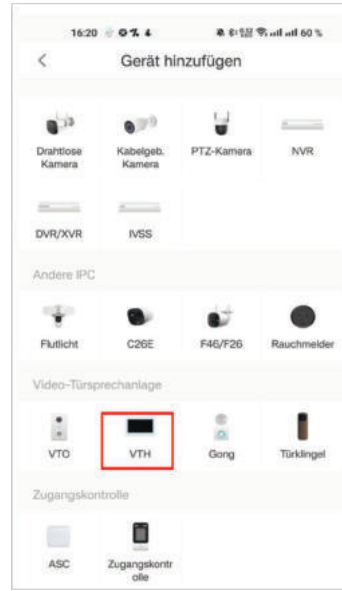 16:20
60 %
Gerät hinzufügen
Drahtlose
Kamera
Kabelgeb.
Kamera
PTZ-Kamera
NVR
DVR/XVR
IVSS
Andere IPC
Flutlicht
C26E
F46/F26
Rauchmelder
Video-Türsprechanlage
VTO
VTH
Gong
Türklingel
Zugangskontrolle
ASC
Zugangskontr
olle